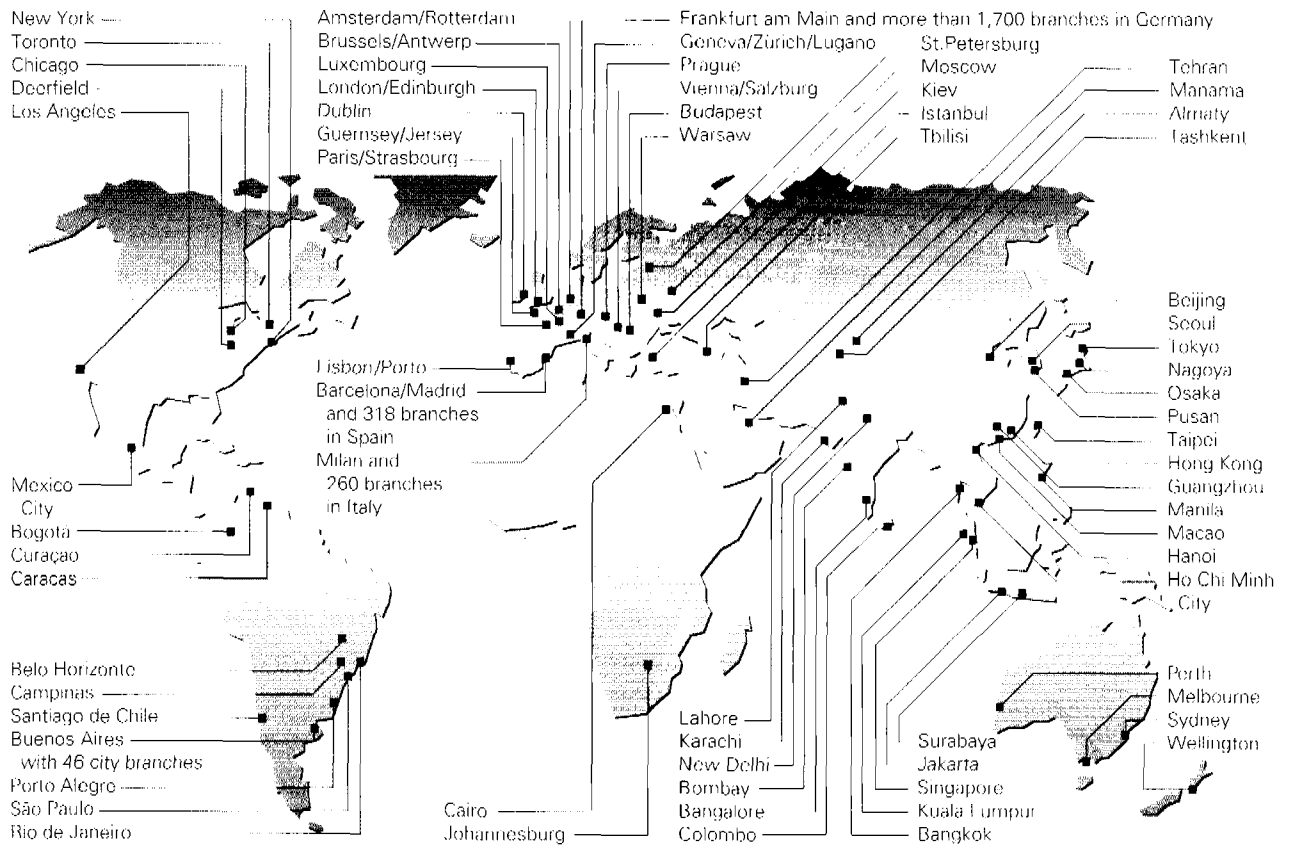 New York
Toronto
Chicago
Deerfield
Los Angeles
Amsterdam/Rotterdam
Brussels/Antwerp
Luxembourg
London/Edinburgh
Dublin
Guernsey/Jersey
Paris/Strasbourg
Frankfurt am Main and more than 1,700 branches in Germany
Geneva/Zürich/Lugano
Prague
Vienna/Salzburg
Budapest
Warsaw
St.Petersburg
Moscow
Kiev
Istanbul
Tbilisi
Tehran
Manama
Almaty
Tashkent
Lisbon/Porto
Barcelona/Madrid
and 318 branches
in Spain
Milan and
260 branches
in Italy
Beijing
Seoul
Tokyo
Nagoya
Osaka
Pusan
Taipei
Hong Kong
Guangzhou
Manila
Macao
Hanoi
Ho Chi Minh
City
Mexico
City
Bogotá
Curaçao
Caracas
Belo Horizonte
Campinas
Santiago de Chile
Buenos Aires
with 46 city branches
Porto Alegre
São Paulo
Rio de Janeiro
Cairo
Johannesburg
Lahore
Karachi
New Delhi
Bombay
Bangalore
Colombo
Surabaya
Jakarta
Singapore
Kuala Lumpur
Bangkok
Perth
Melbourne
Sydney
Wellington